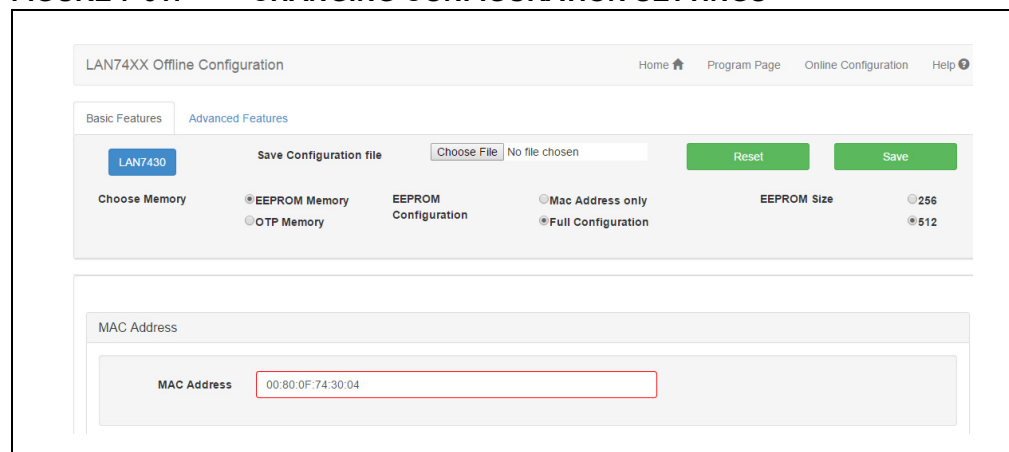 LAN74XX Offline Configuration Home Program Page Online Configuration Help
Basic Features Advanced Features
LAN7430 Save Configuration file Choose File No file chosen Reset Save
Choose Memory EEPROM Memory EEPROM Configuration Mac Address only EEPROM Size 256
OTP Memory Full Configuration 512
MAC Address
MAC Address 00:80:0F:74:30:04